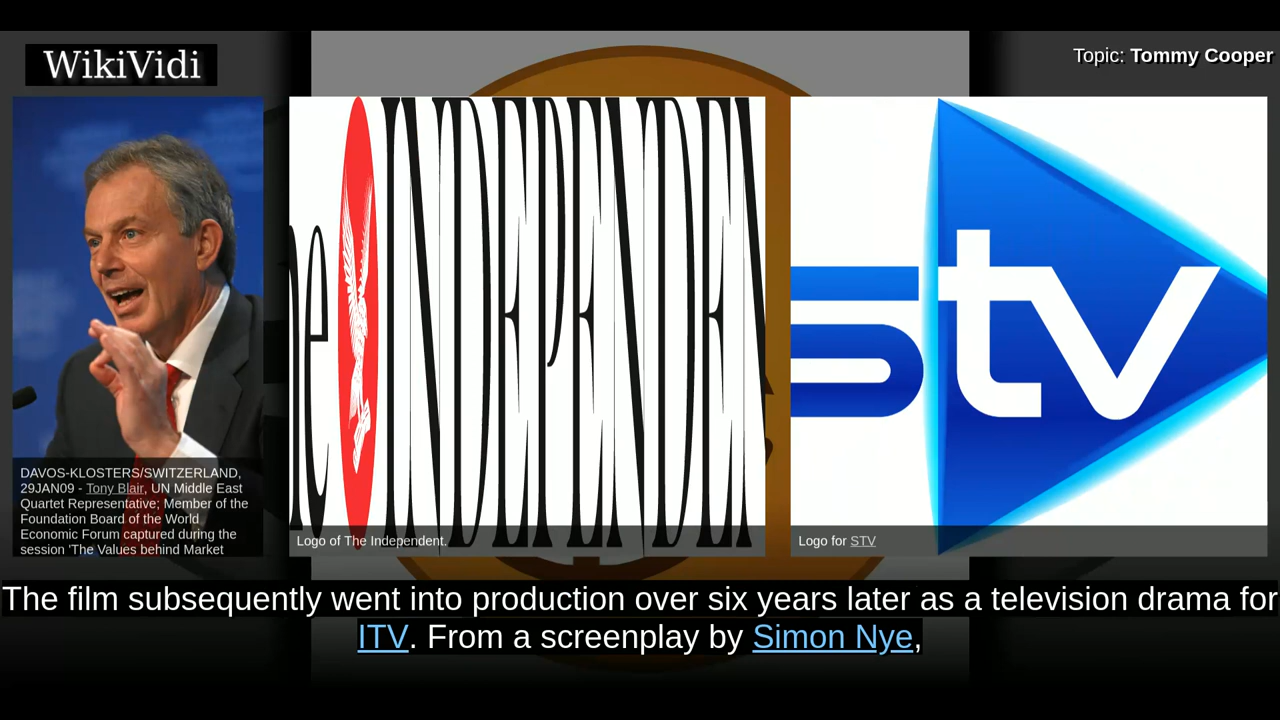 WikiVidi
Topic: Tommy Cooper
he INDEPENDEN
stv
DAVOS-KLOSTERS/SWITZERLAND,
29JAN09 - Tony Blair, UN Middle East
Quartet Representative; Member of the
Foundation Board of the World
Economic Forum captured during the
session 'The Values behind Market
Logo of The Independent.
Logo for STV
The film subsequently went into production over six years later as a television drama for
ITV. From a screenplay by Simon Nye,